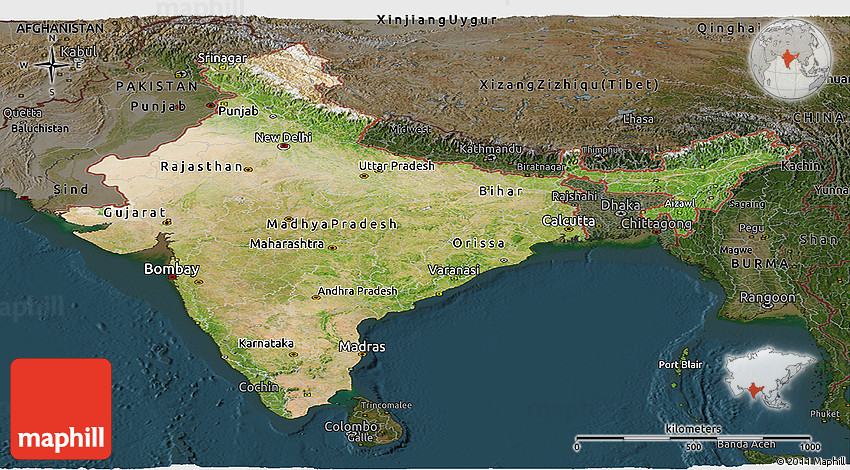 XinjiangUygur
Qinghai
AFGHANISTAN
Kabul
N
W
E
S
Srinagar
PAKISTAN
Punjab
XizangZizhiqu(Tibet)
Quetta
Baluchistan
Punjab
Lhasa
CHINA
Midwest
New Delhi
Kachmandu
Thimphu
Biratnagar
Rajasthan
Uttar Pradesh
Kachin
Sind
Bihar
Rajshahi
Dhaka
Aizawl
Sagaing
Yunna
Gujarat
MadhyaPradesh
Calcutta
Chittagong
Pegu
Shan
Maharashtra
Orissa
Magwe
BURMA
Bombay
Varanasi
Andhra Pradesh
Rangoon
Karnataka
Madras
Port Blair
Cochin
Trincomalee
Colombo
Galle
Phuket
maphill
kilometers
0
500
1000
Banda Aceh
© 2011 Maphill